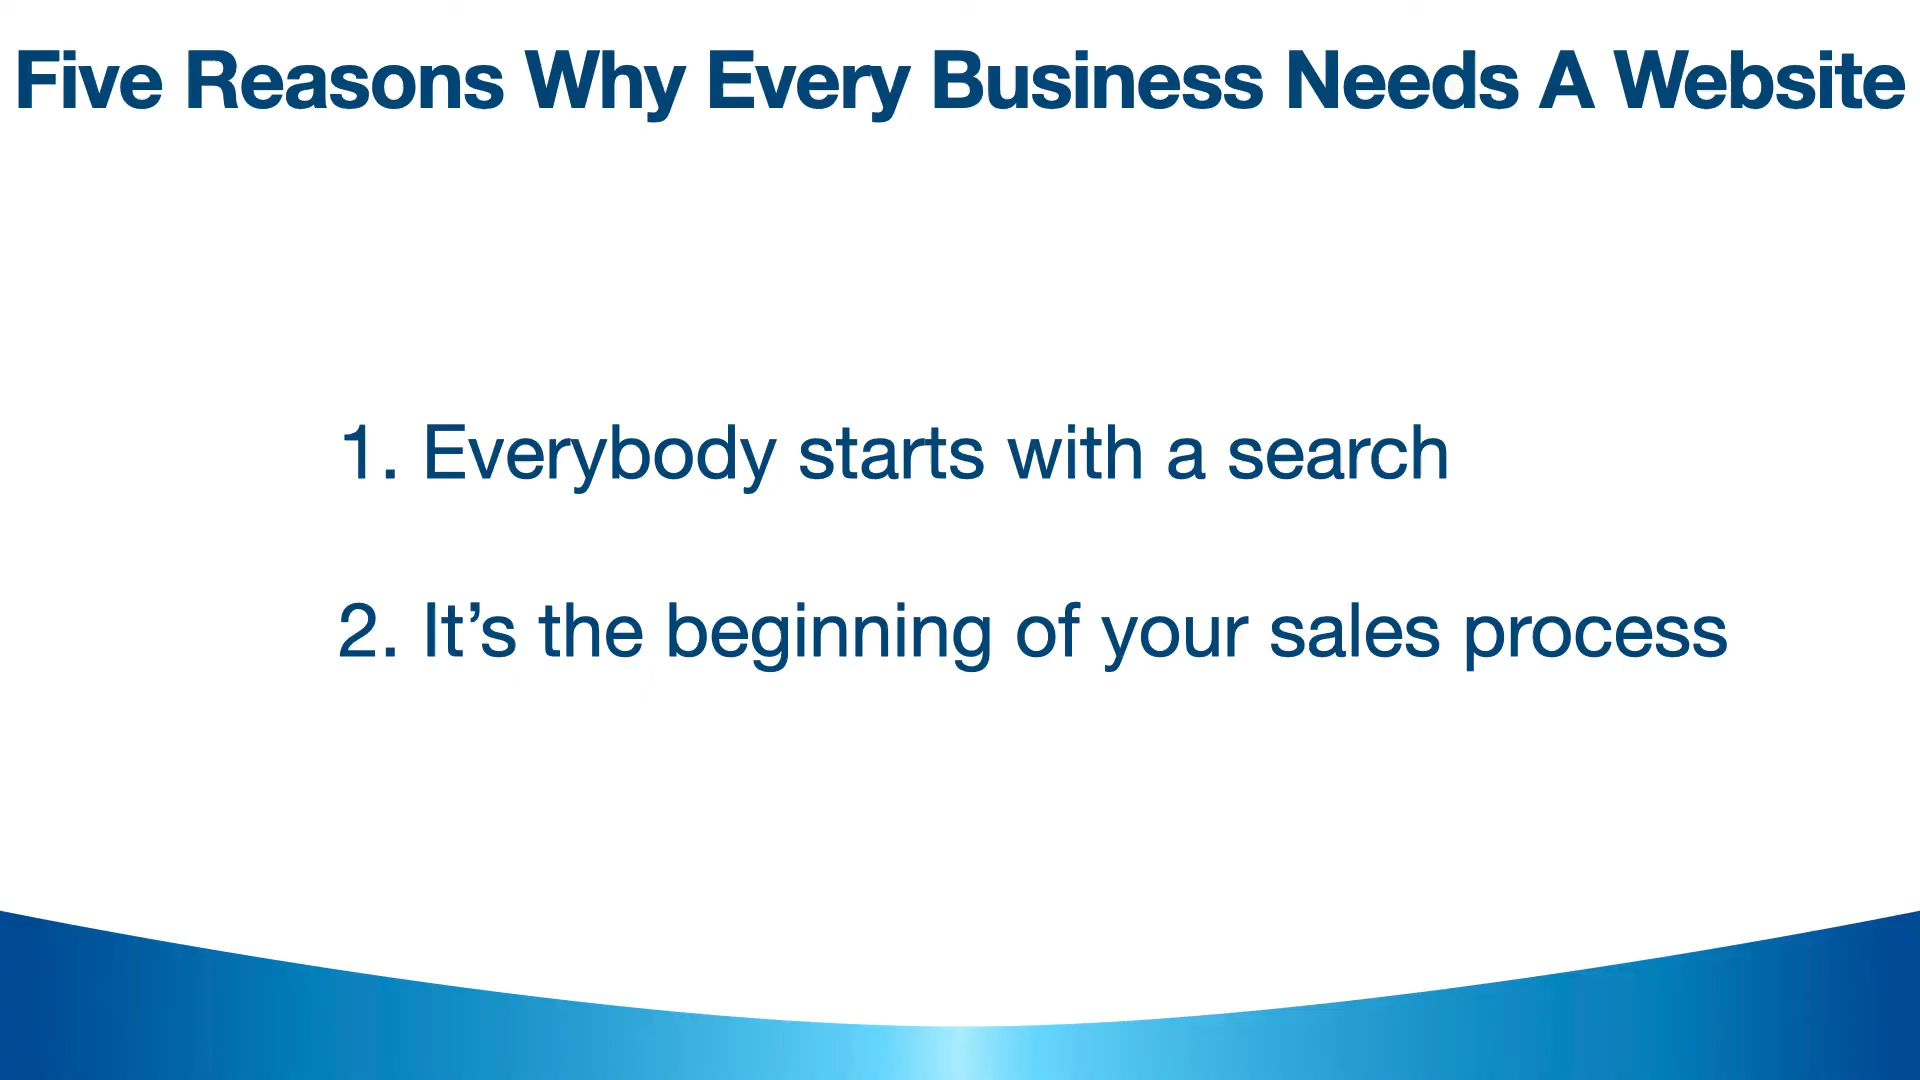 Five Reasons Why Every Business Needs A Website
1. Everybody starts with a search
2. It’s the beginning of your sales process